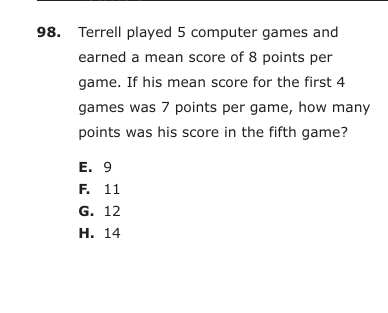 98. Terrell played 5 computer games and
earned a mean score of 8 points per
game. If his mean score for the first 4
games was 7 points per game, how many
points was his score in the fifth game?
E. 9
F. 11
G. 12
H. 14